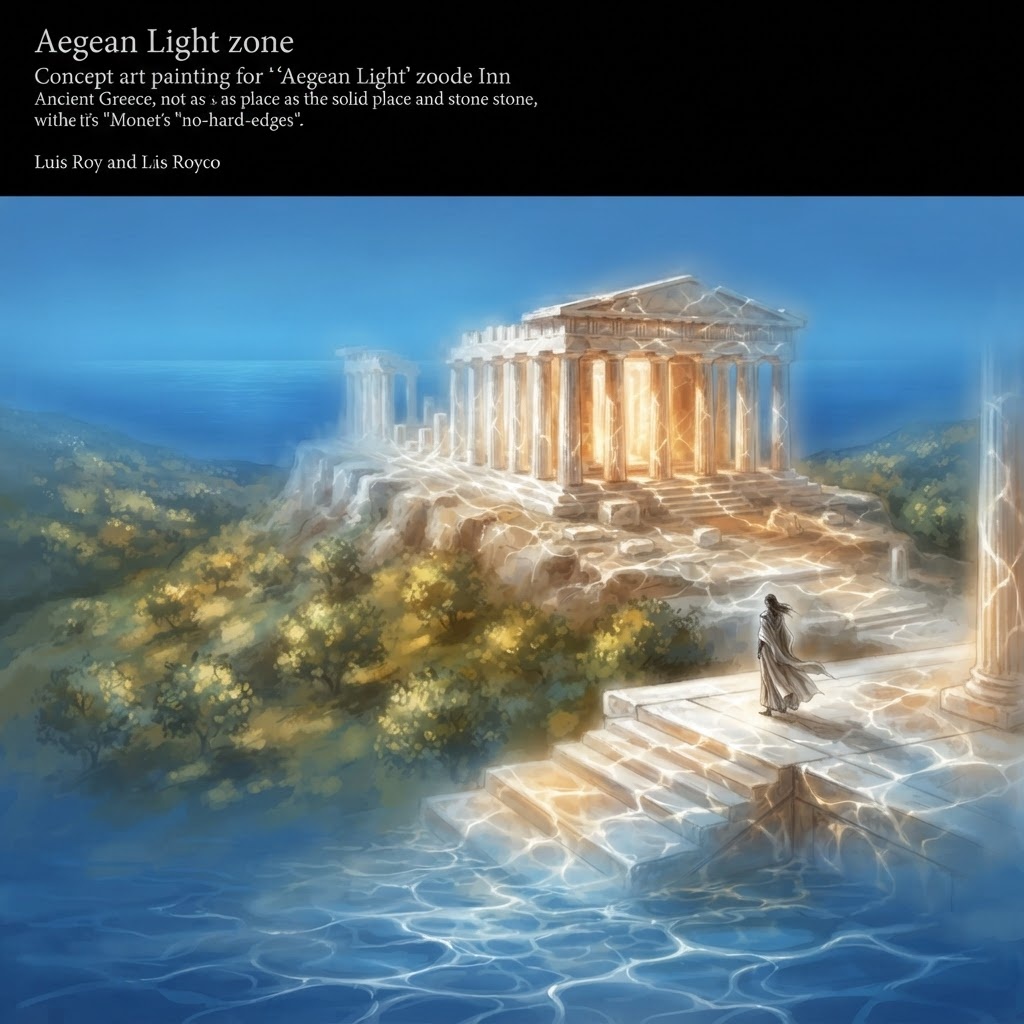 Aegean Light zone
Concept art painting for ‘‘Aegean Light’ zoode Inn
Ancient Greece, not as as place as the solid place and stone stone,
withe "Monet's "no-hard-edges".
Luis Roy and Royco